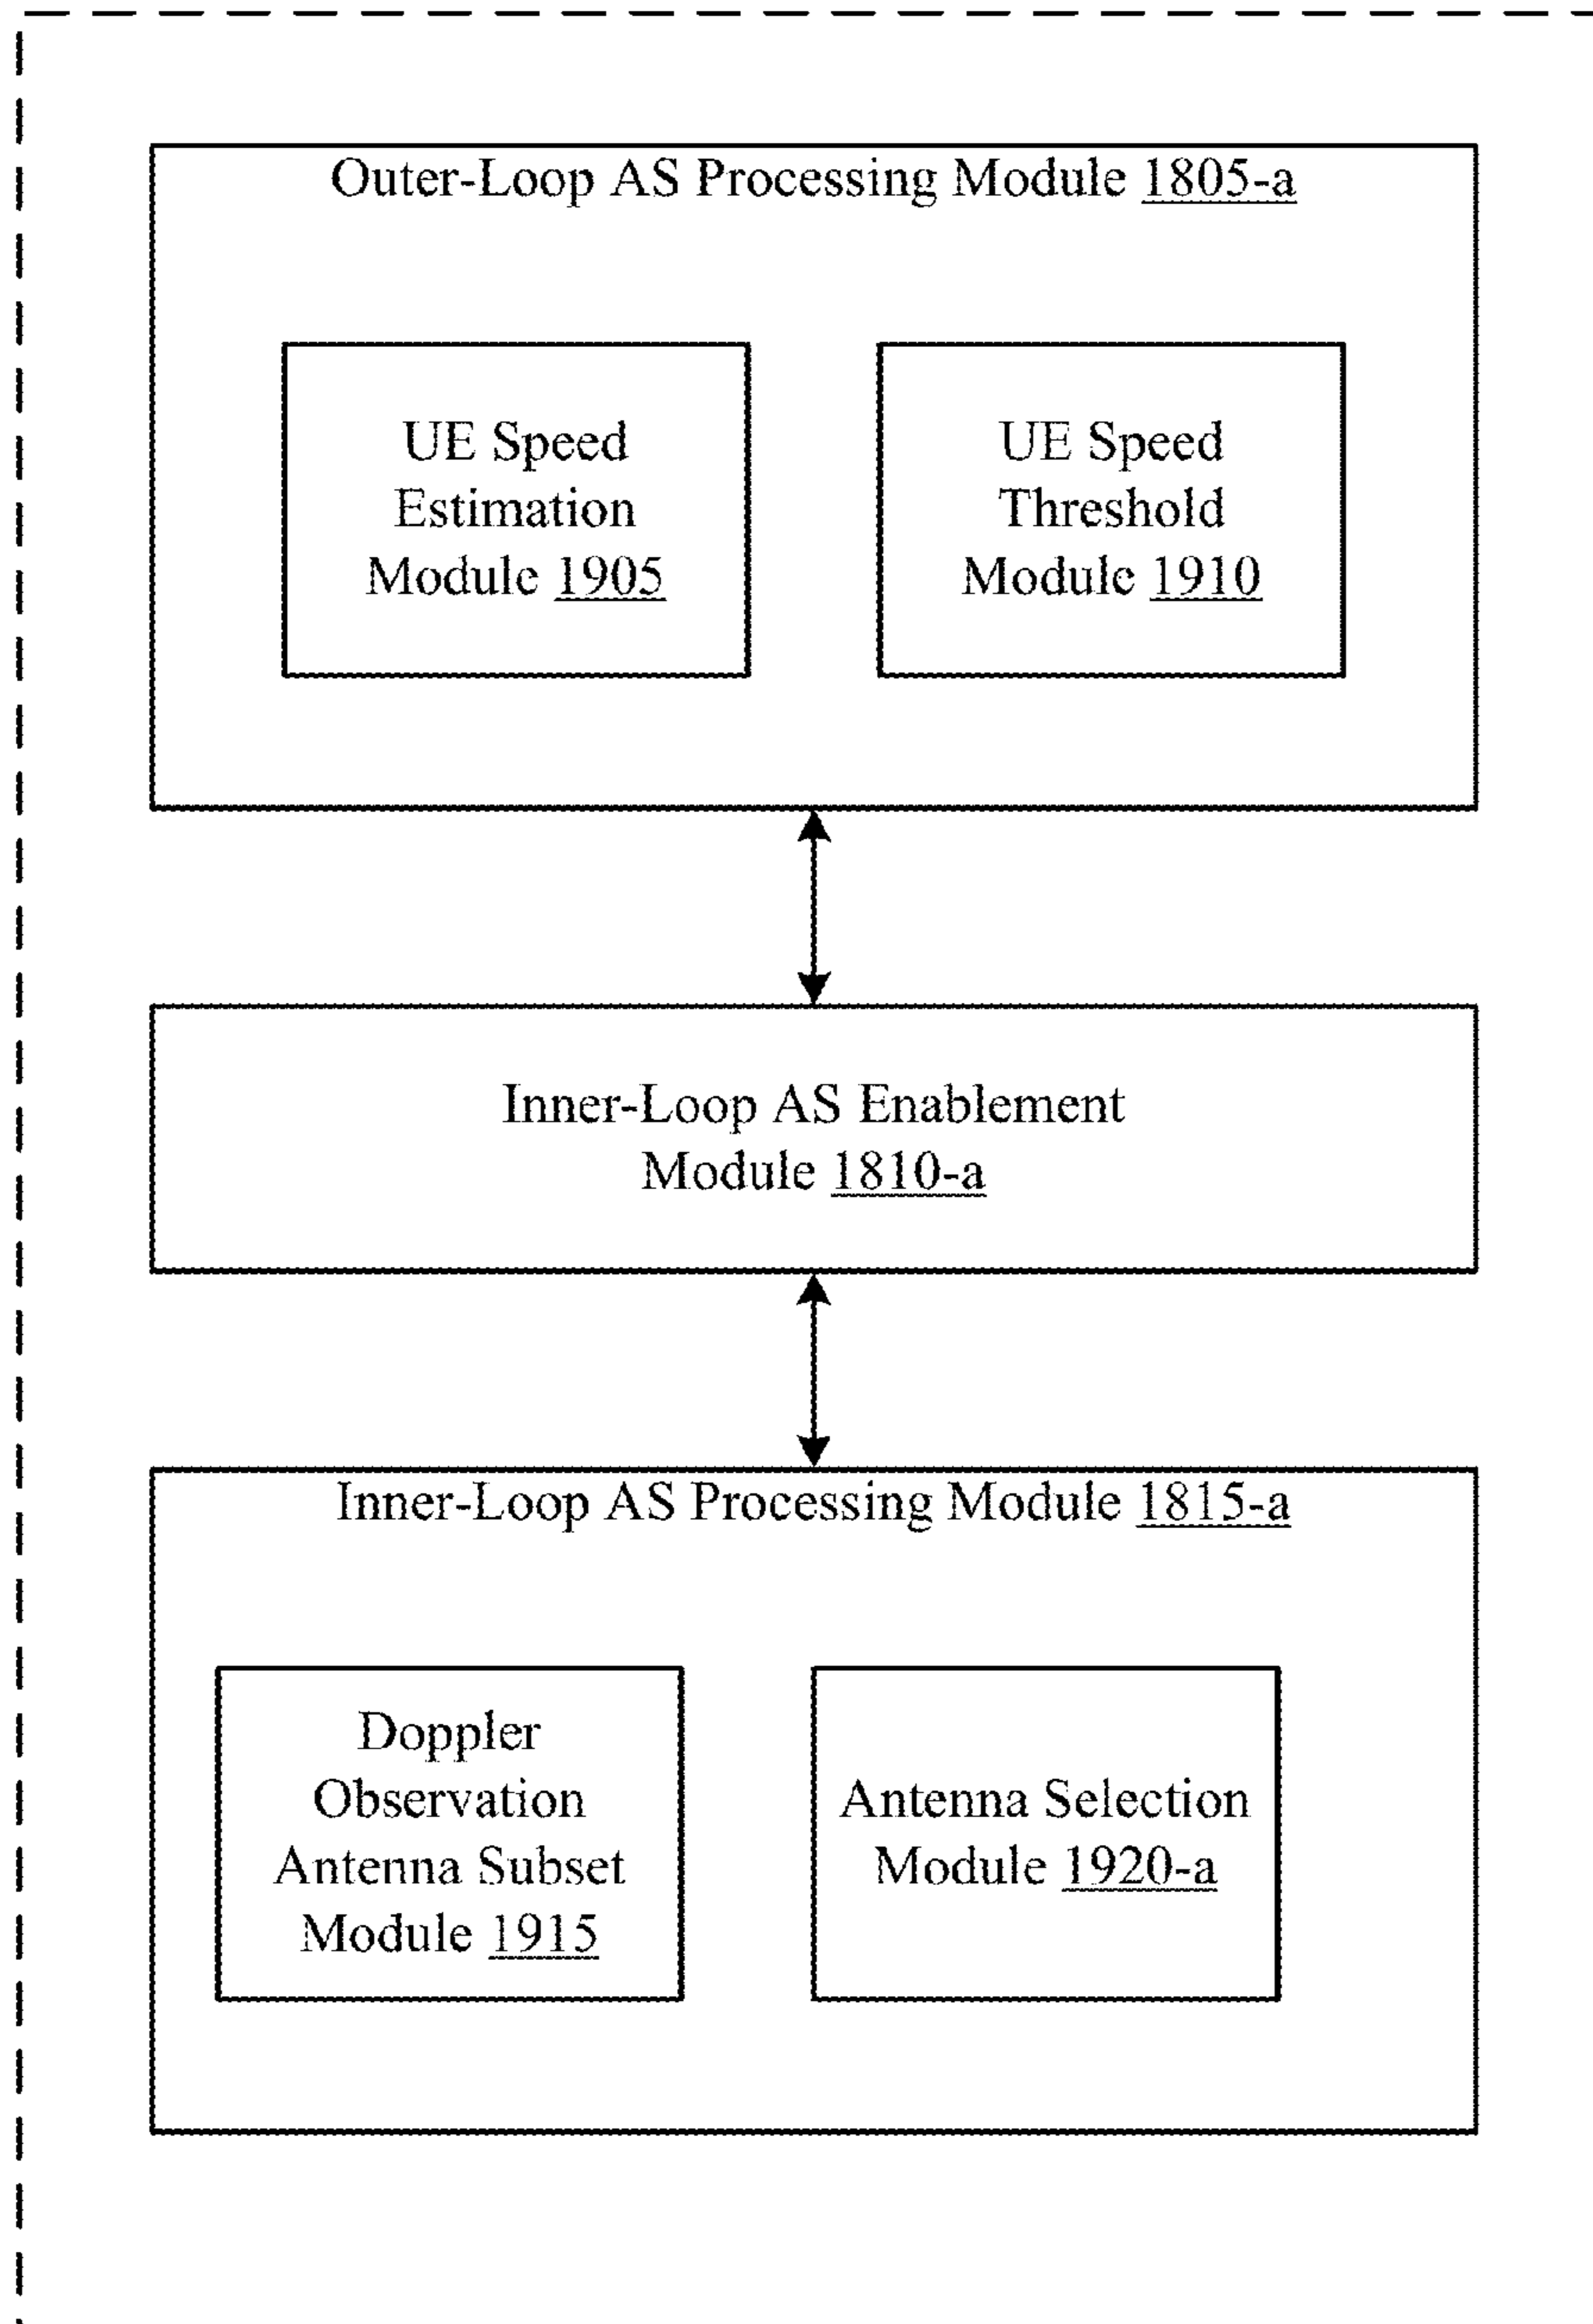 Outer-Loop AS Processing Module 1805-a
UE Speed
Estimation
Module 1905
UE Speed
Threshold
Module 1910
Inner-Loop AS Enablement
Module 1810-a
Inner-Loop AS Processing Module 1815-a
Doppler
Observation
Antenna Subset
Module 1915
Antenna Selection
Module 1920-a